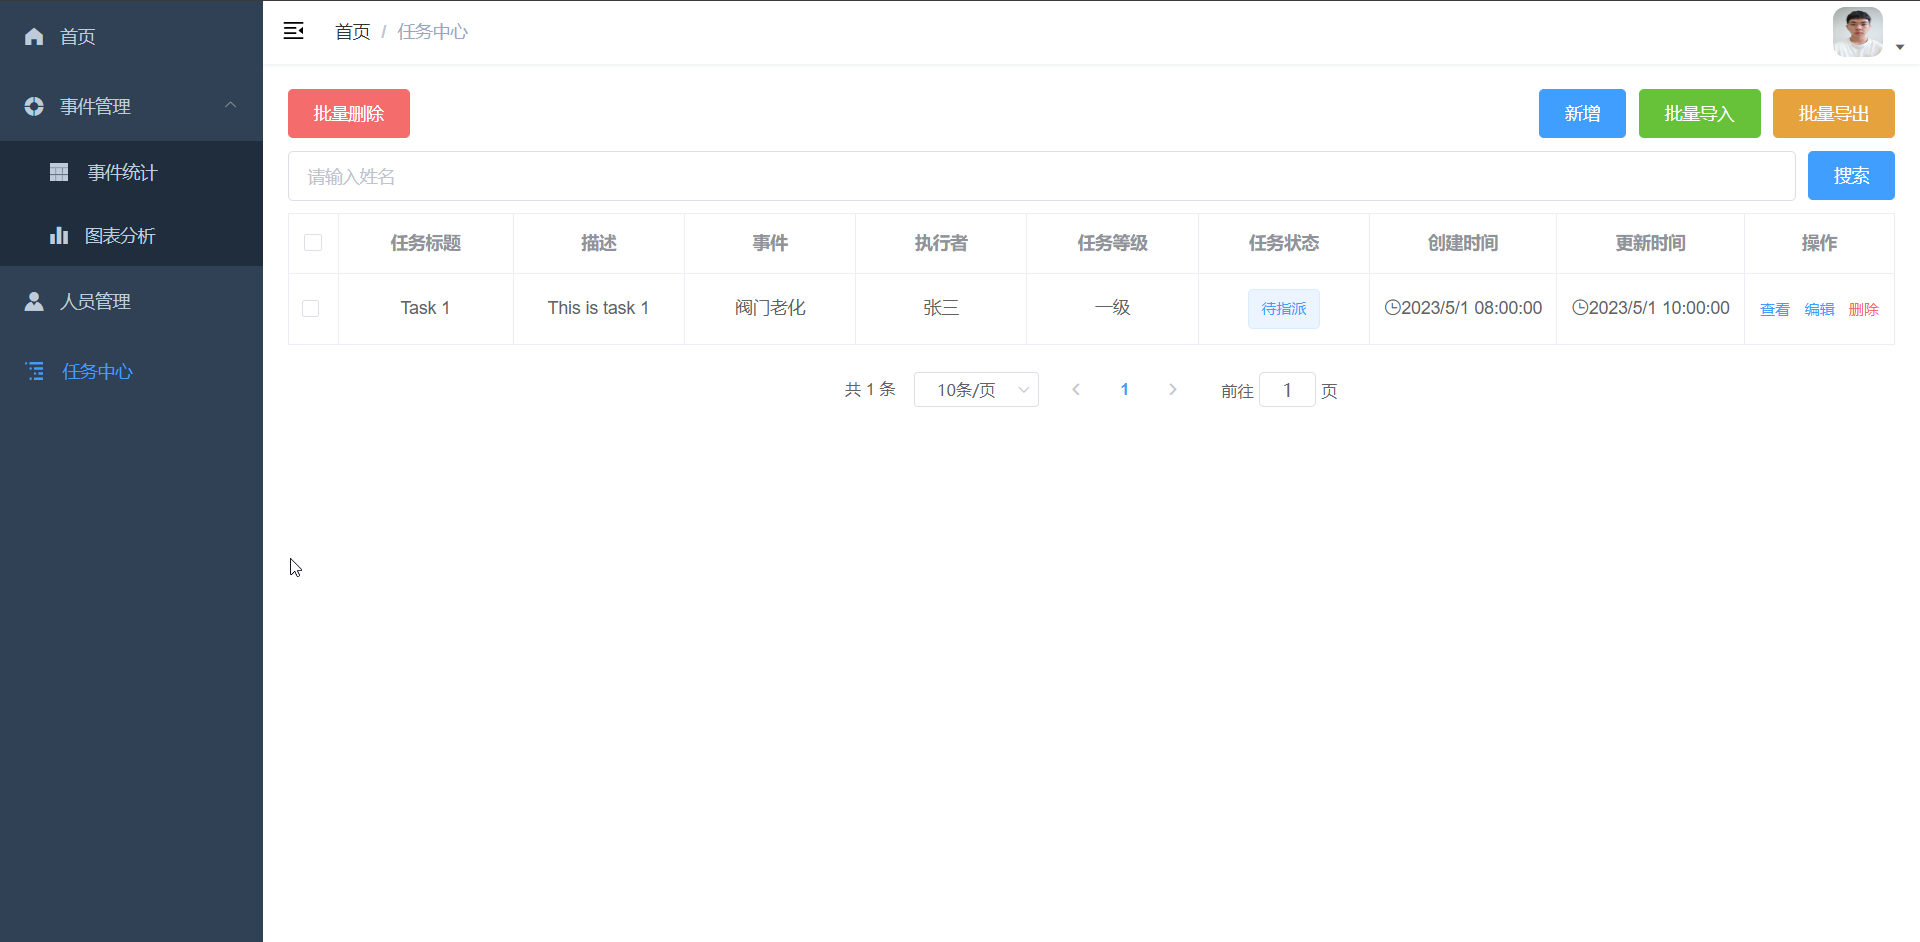 首页
事件管理
事件统计
图表分析
人员管理
任务中心
首页 / 任务中心
批量删除 新增 批量导入 批量导出
请输入姓名 搜索
任务标题 描述 事件 执行者 任务等级 任务状态 创建时间 更新时间 操作
Task 1 This is task 1 阀门老化 张三 一级 待指派 2023/5/1 08:00:00 2023/5/1 10:00:00 查看 编辑 删除
共 1 条 10条/页 1 前往 1 页